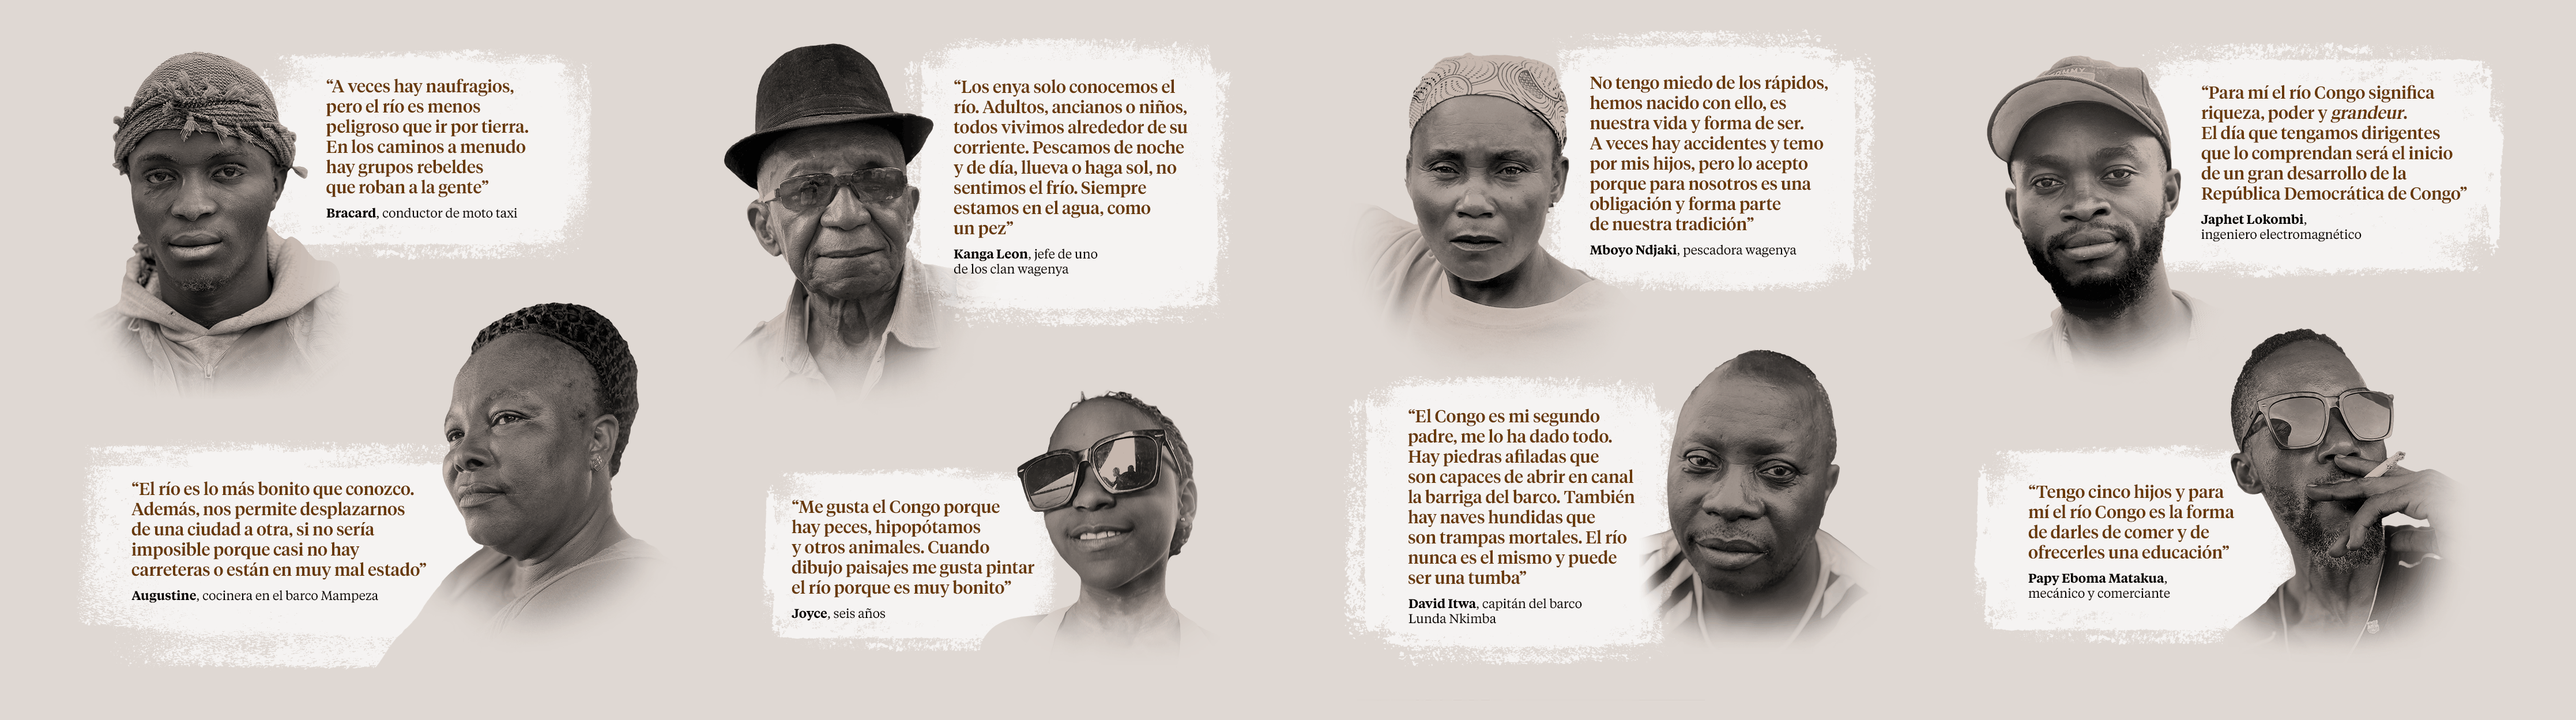 “A veces hay naufragios,
pero el río es menos
peligroso que ir por tierra.
En los caminos a menudo
hay grupos rebeldes
que roban a la gente”
Bracard, conductor de moto taxi
“El río es lo más bonito que conozco.
Además, nos permite desplazarnos
de una ciudad a otra, si no sería
imposible porque casi no hay
carreteras o están en muy mal estado”
Augustine, cocinera en el barco Mampeza
“Los enya solo conocemos el
río. Adultos, ancianos o niños,
todos vivimos alrededor de su
corriente. Pescamos de noche
y de día, llueva o haga sol, no
sentimos el frío. Siempre
estamos en el agua, como
un pez”
Kanga Leon, jefe de uno
de los clan wagenya
“Me gusta el Congo porque
hay peces, hipopótamos
y otros animales. Cuando
dibujo paisajes me gusta pintar
el río porque es muy bonito”
Joyce, seis años
No tengo miedo de los rápidos,
hemos nacido con ello, es
nuestra vida y forma de ser.
A veces hay accidentes y temo
por mis hijos, pero lo acepto
porque para nosotros es una
obligación y forma parte
de nuestra tradición”
Mboyo Ndjaki, pescadora wagenya
“El Congo es mi segundo
padre, me lo ha dado todo.
Hay piedras afiladas que
son capaces de abrir en canal
la barriga del barco. También
hay naves hundidas que
son trampas mortales. El río
nunca es el mismo y puede
ser una tumba”
David Itwa, capitán del barco
Lunda Nkimba
“Para mí el río Congo significa
riqueza, poder y grandeur.
El día que tengamos dirigentes
que lo comprendan será el inicio
de un gran desarrollo de la
República Democrática de Congo”
Japhet Lokombi,
ingeniero electromagnético
“Tengo cinco hijos y para
mí el río Congo es la forma
de darles de comer y de
ofrecerles una educación”
Papy Eboma Matakua,
mecánico y comerciante